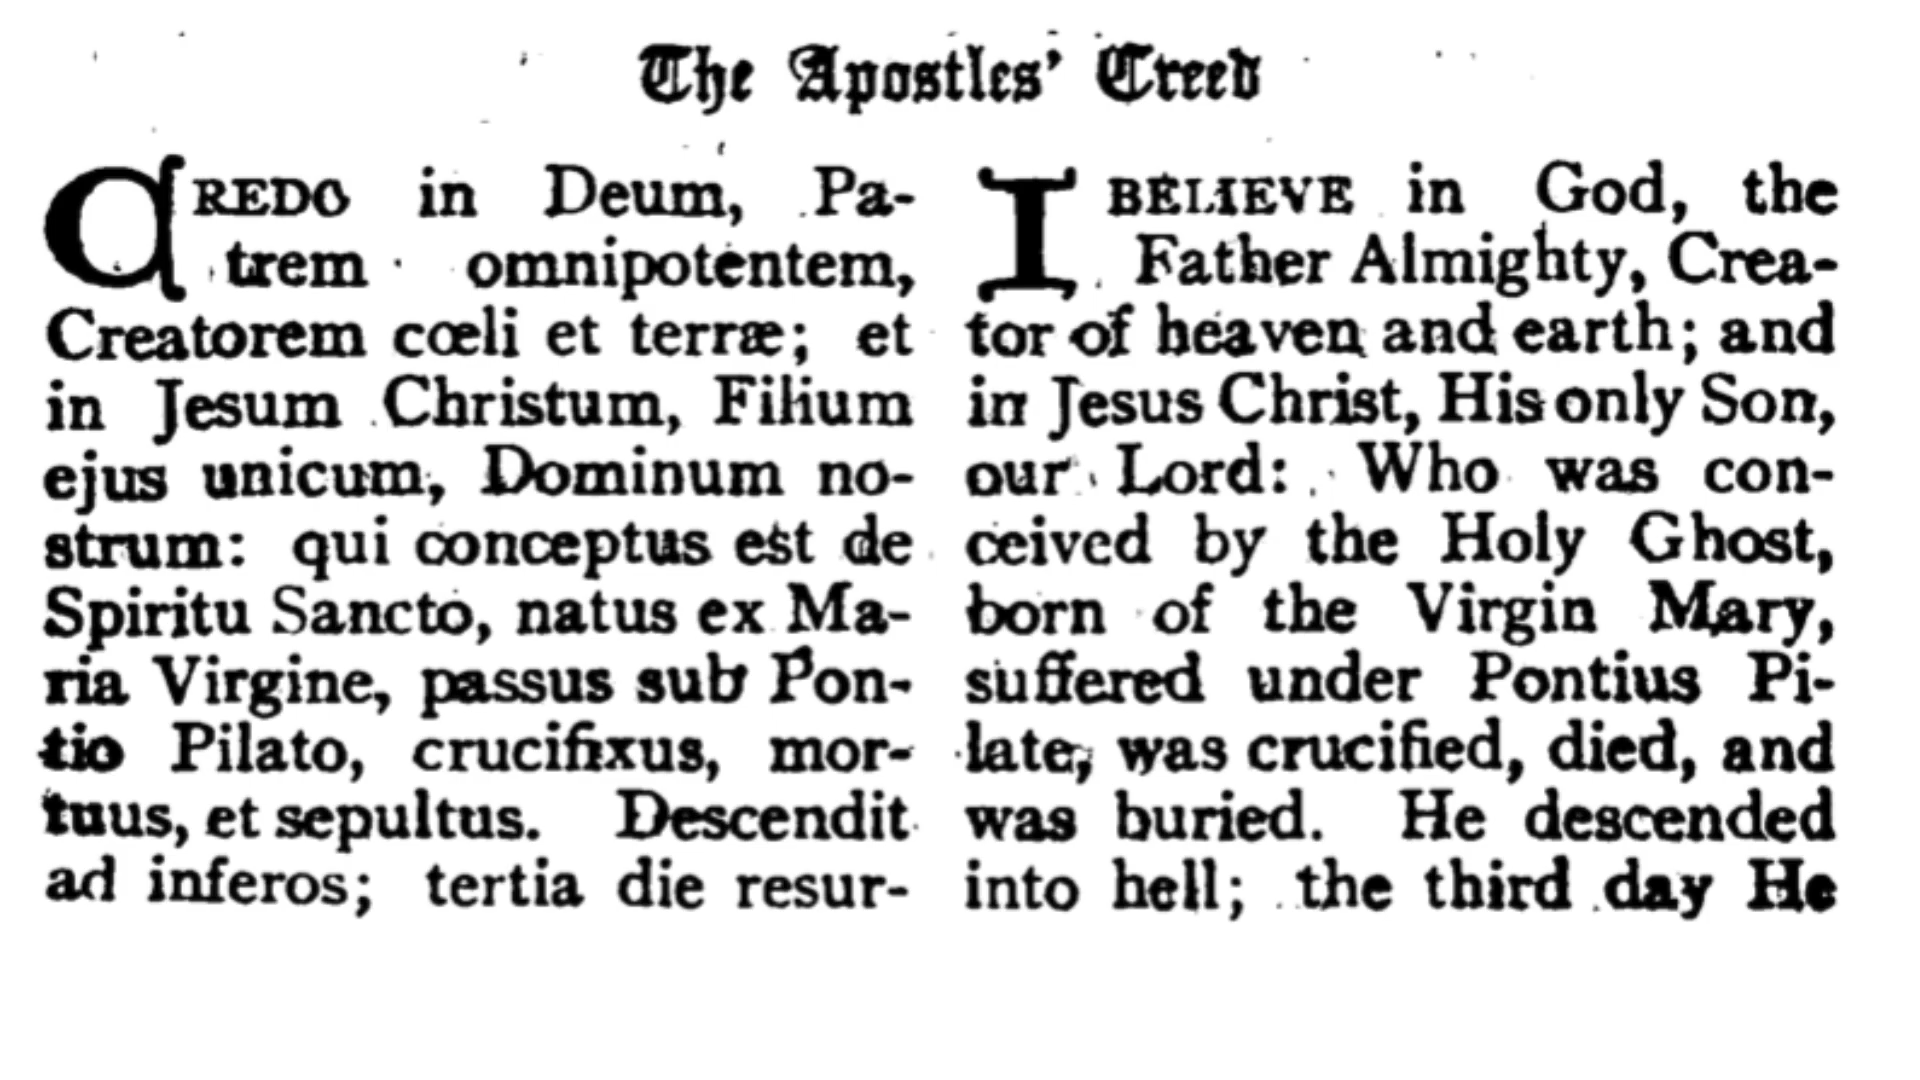 The Apostles' Creed
CREDO in Deum, Pa-
trem omnipotentem,
Creatorem cœli et terræ; et
in Jesum Christum, Filium
ejus unicum, Dominum no-
strum: qui conceptus est de
Spiritu Sancto, natus ex Ma-
ria Virgine, passus sub Pon-
tio Pilato, crucifixus, mor-
tuus, et sepultus. Descendit
ad inferos; tertia die resur-
I BELIEVE in God, the
Father Almighty, Crea-
tor of heaven and earth; and
in Jesus Christ, His only Son,
our Lord: Who was con-
ceived by the Holy Ghost,
born of the Virgin Mary,
suffered under Pontius Pi-
late, was crucified, died, and
was buried. He descended
into hell; the third day He